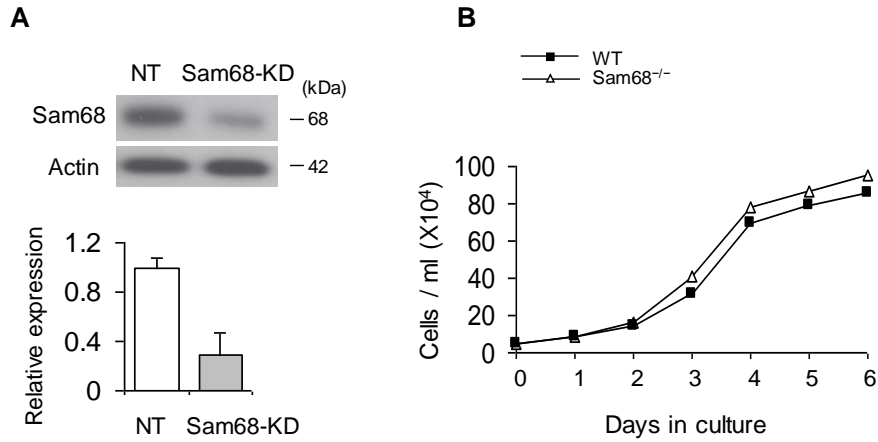 A
NT Sam68-KD
(kDa)
Sam68
68
Actin
42
Relative expression
1.2
0.8
0.4
0
NT Sam68-KD
B
WT
Sam68⁻/⁻
Cells / ml (X10⁴)
100
80
60
40
20
0
0 1 2 3 4 5 6
Days in culture